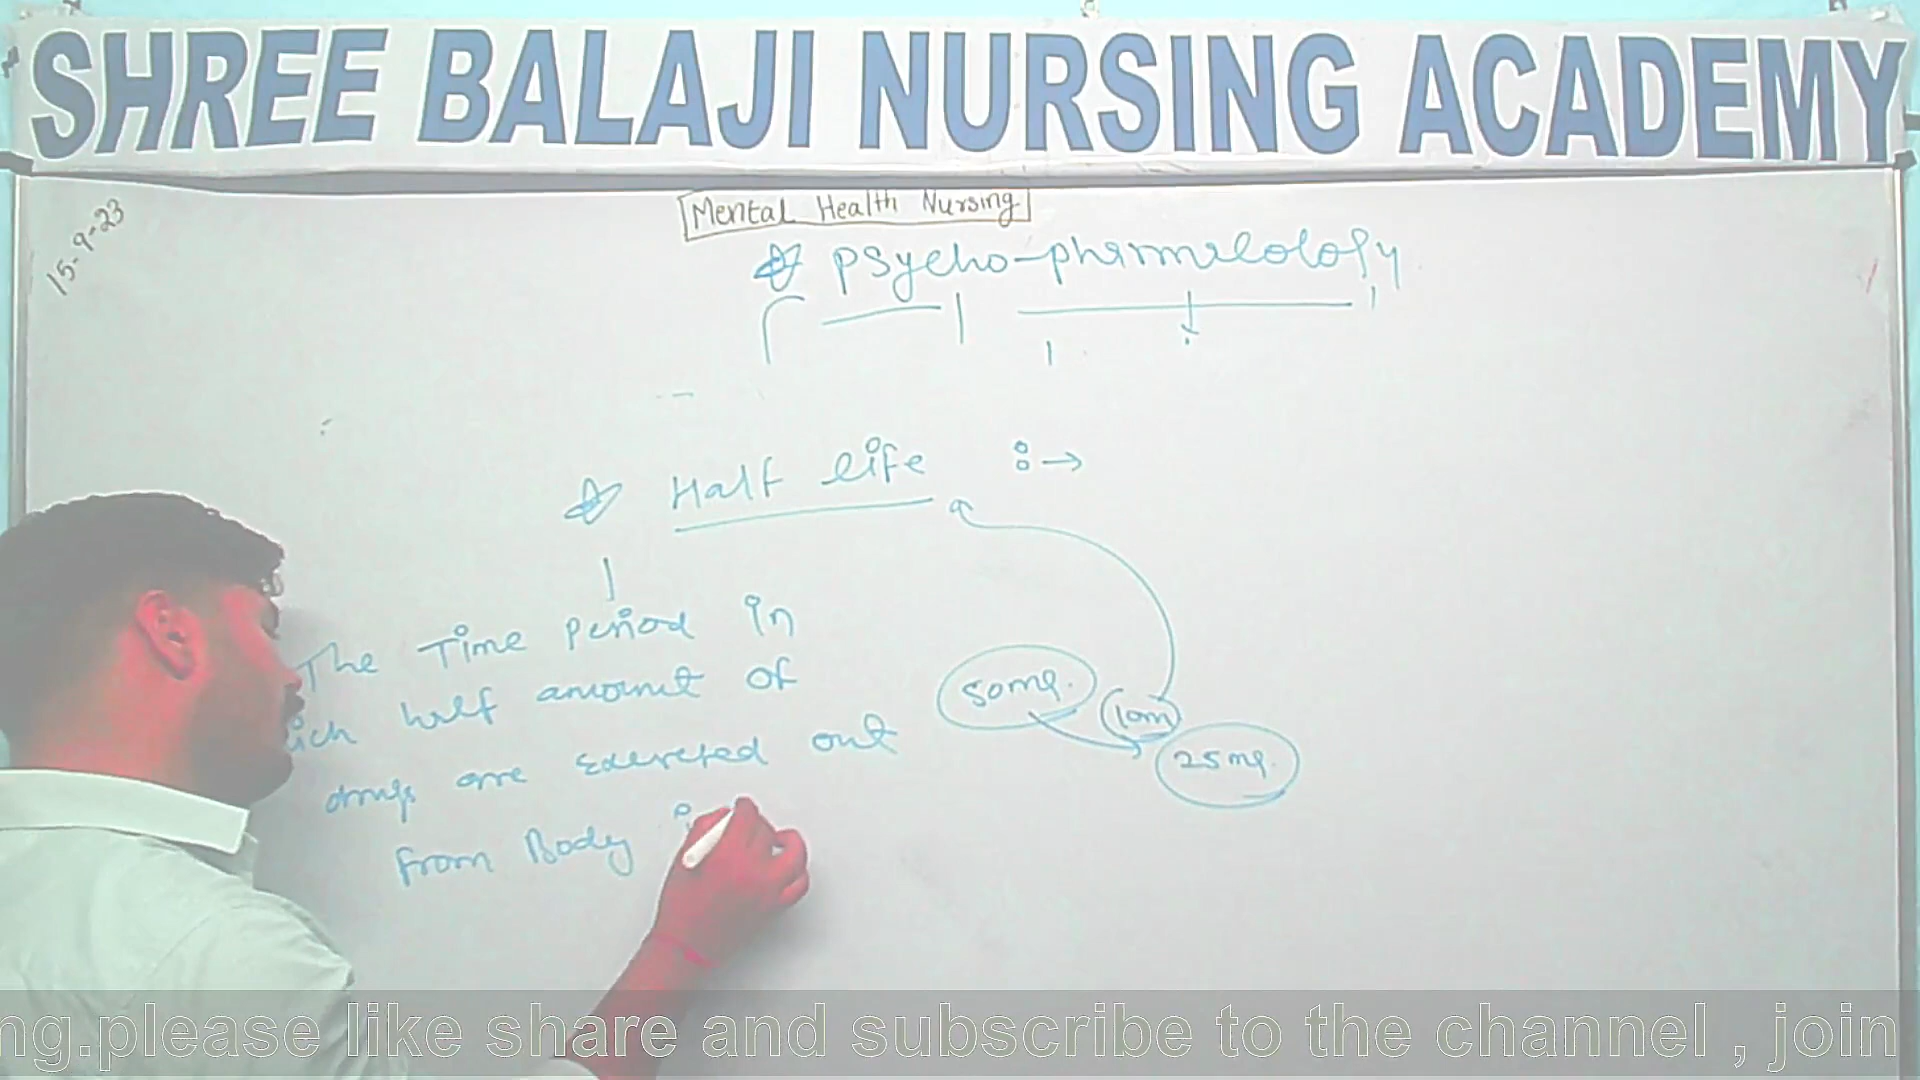 SHREE BALAJI NURSING ACADEMY
15-9-23
Mental Health Nursing
Psycho-pharmacology
Half life :→
The Time period in
ich half amount of
drugs are excreted out
from Body i
50mg.
10m
25mg.
ng.please like share and subscribe to the channel , join